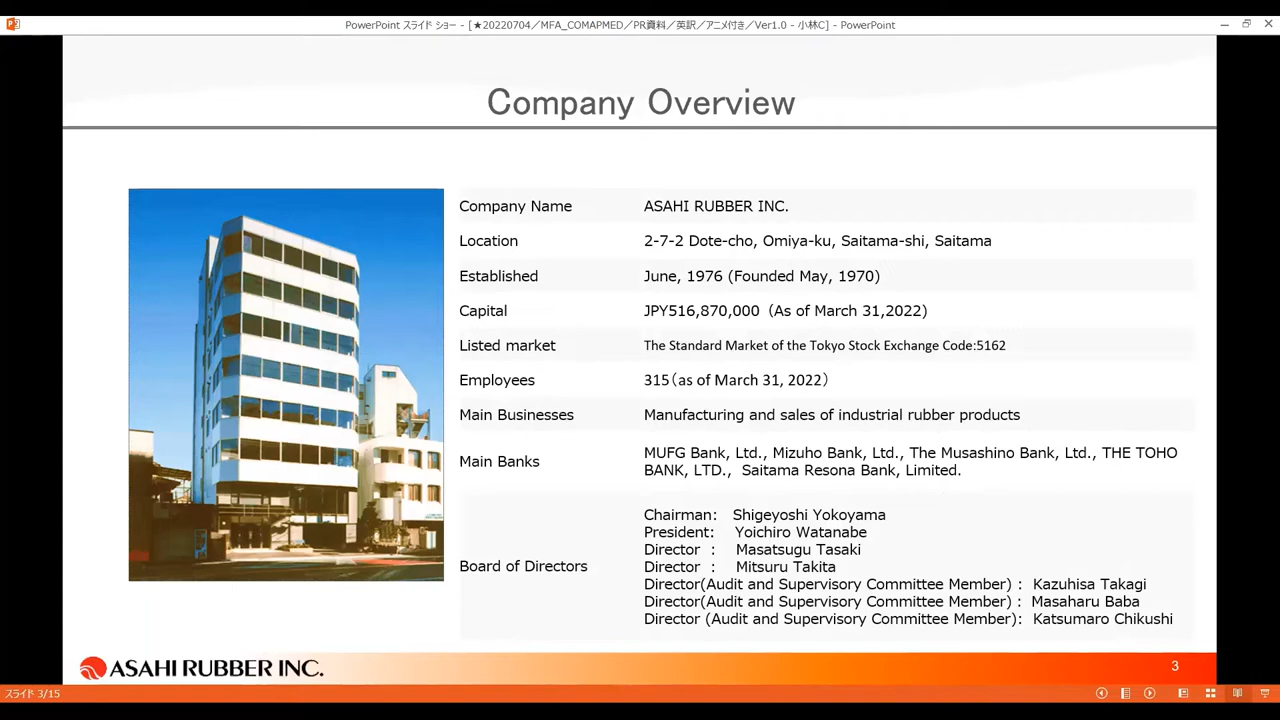 PowerPoint スライド ショー - [★20220704／MFA_COMAPMED／PR資料／英訳／アニメ付き／Ver1.0 - 小林C] - PowerPoint
Company Overview
Company Name ASAHI RUBBER INC.
Location 2-7-2 Dote-cho, Omiya-ku, Saitama-shi, Saitama
Established June, 1976 (Founded May, 1970)
Capital JPY516,870,000 (As of March 31,2022)
Listed market The Standard Market of the Tokyo Stock Exchange Code:5162
Employees 315（as of March 31, 2022）
Main Businesses Manufacturing and sales of industrial rubber products
Main Banks
MUFG Bank, Ltd., Mizuho Bank, Ltd., The Musashino Bank, Ltd., THE TOHO
BANK, LTD., Saitama Resona Bank, Limited.
Board of Directors
Chairman: Shigeyoshi Yokoyama
President: Yoichiro Watanabe
Director : Masatsugu Tasaki
Director : Mitsuru Takita
Director(Audit and Supervisory Committee Member) : Kazuhisa Takagi
Director(Audit and Supervisory Committee Member) : Masaharu Baba
Director (Audit and Supervisory Committee Member): Katsumaro Chikushi
ASAHI RUBBER INC.
3
スライド 3/15